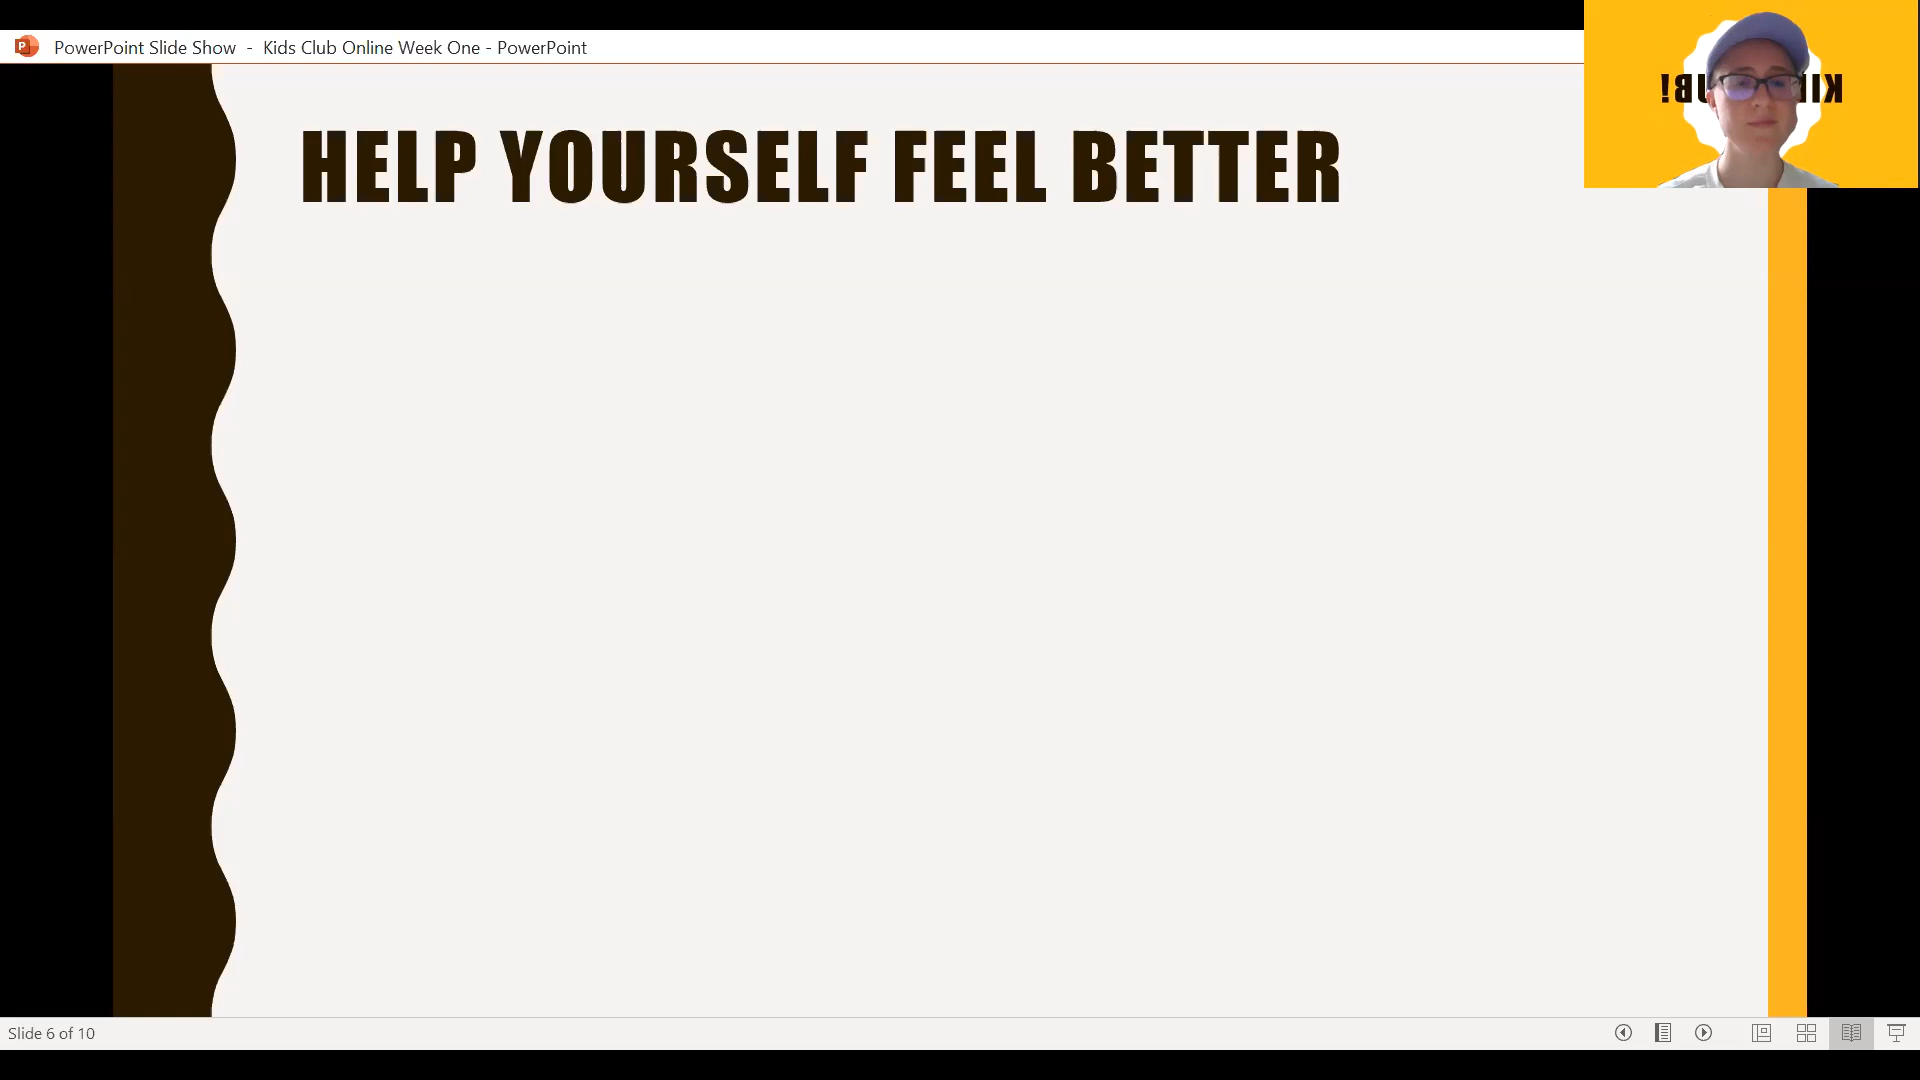 PowerPoint Slide Show - Kids Club Online Week One - PowerPoint
HELP YOURSELF FEEL BETTER
Slide 6 of 10